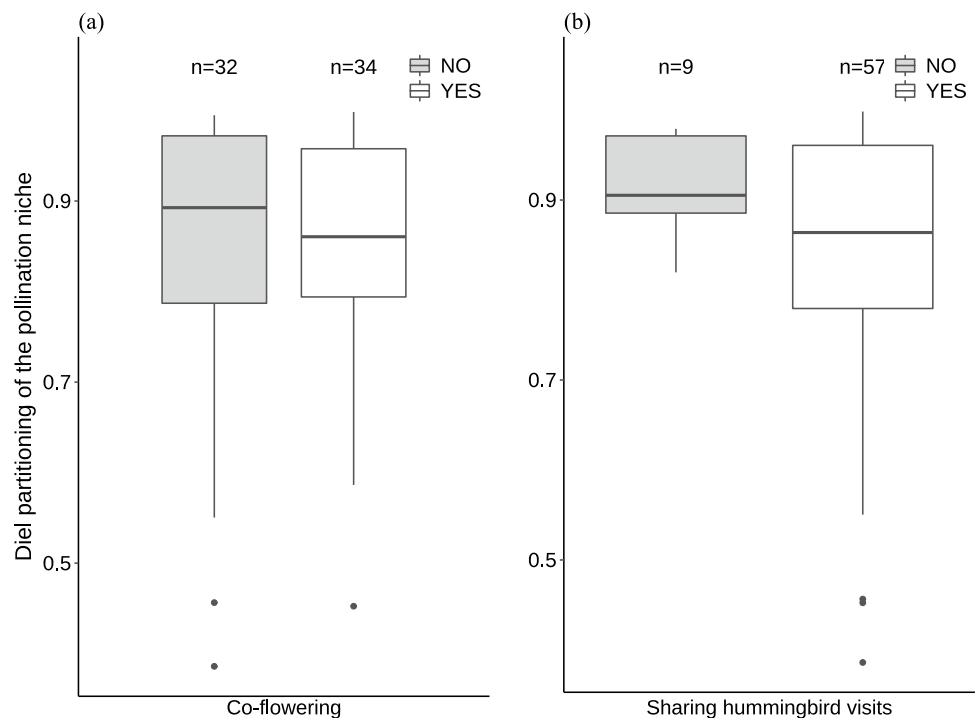 (a)
n=32
n=34
NO
YES
Diel partitioning of the pollination niche
0.9
0.7
0.5
Co-flowering
(b)
n=9
n=57
NO
YES
0.9
0.7
0.5
Sharing hummingbird visits